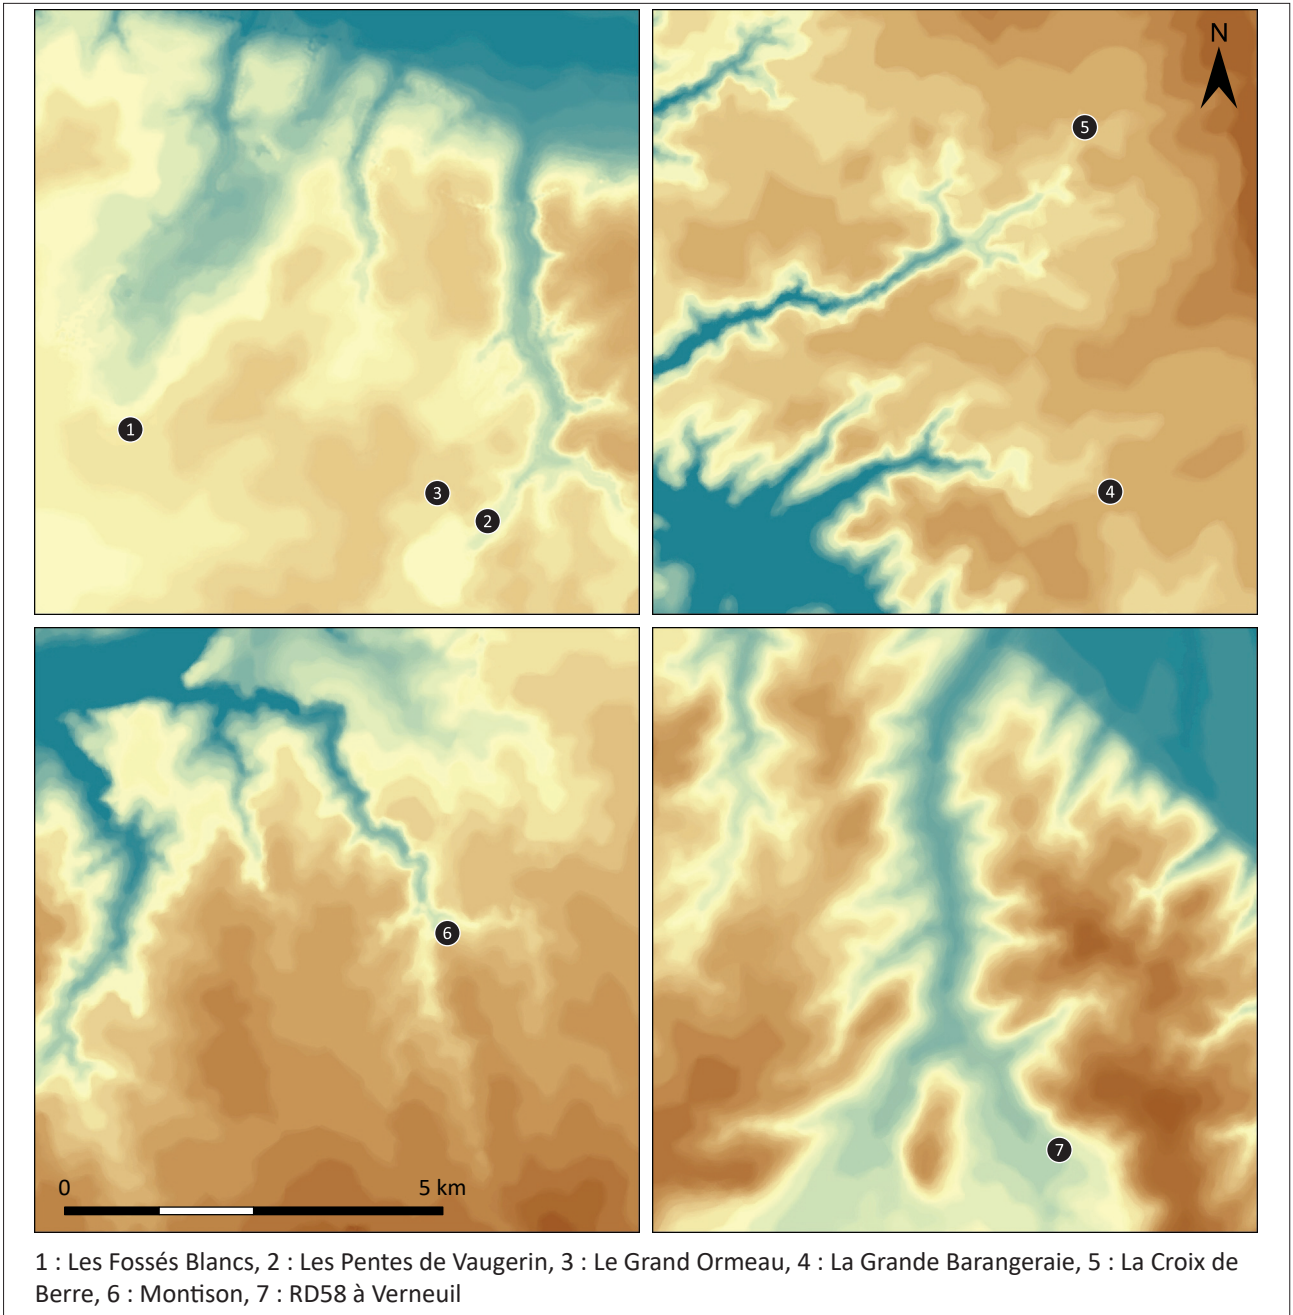 N
5
1
3
2
4
6
7
0 5 km
1 : Les Fossés Blancs, 2 : Les Pentes de Vaugerin, 3 : Le Grand Ormeau, 4 : La Grande Barangeraie, 5 : La Croix de
Berre, 6 : Montison, 7 : RD58 à Verneuil